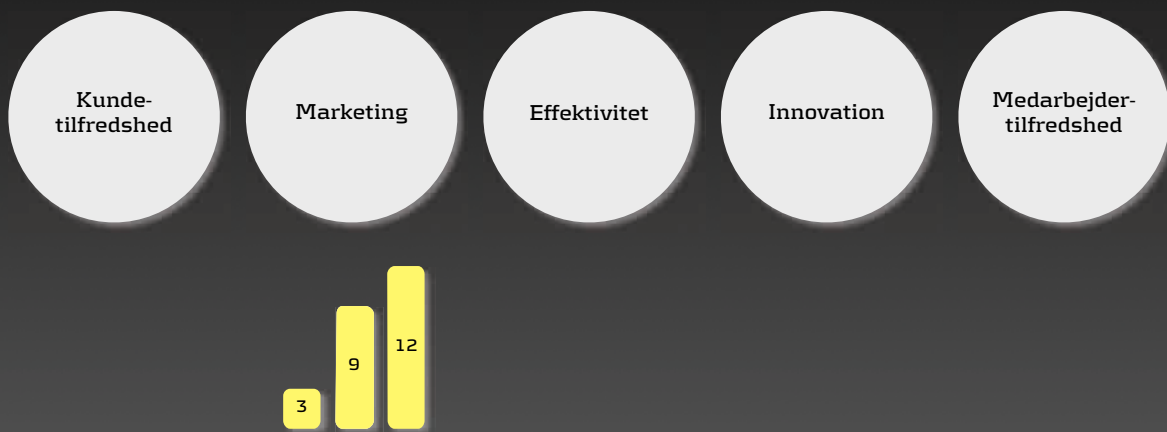 Kunde-
tilfredshed
Marketing
Effektivitet
Innovation
Medarbejder-
tilfredshed
3
9
12